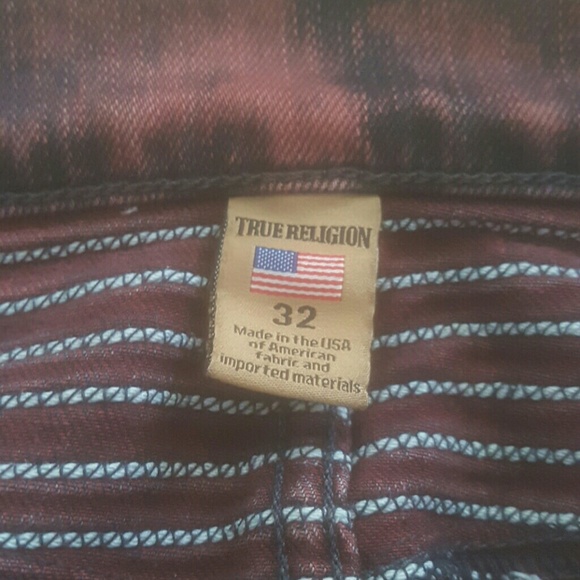 TRUE RELIGION
32
Made in the USA
of American
fabric and
imported materials